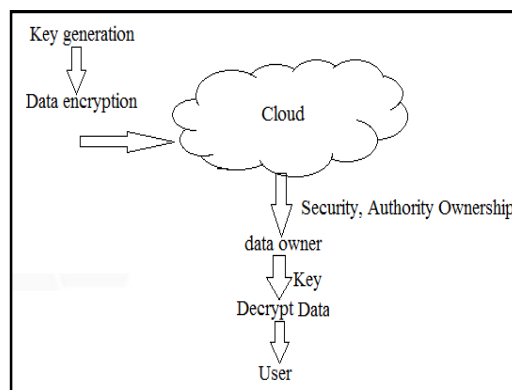 Key generation
Data encryption
Cloud
Security, Authority Ownership
data owner
Key
Decrypt Data
User